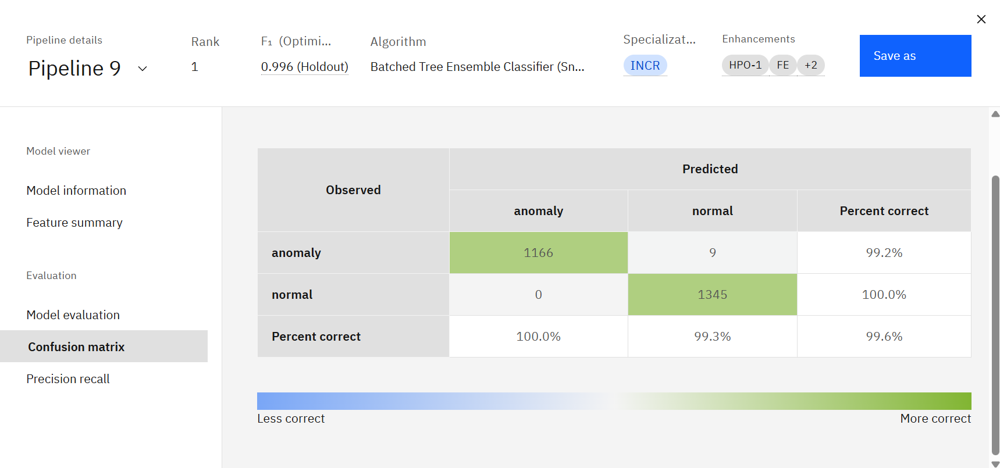 Pipeline details
Pipeline 9
Rank
1
F₁ (Optimi...
0.996 (Holdout)
Algorithm
Batched Tree Ensemble Classifier (Sn...
Specializat...
INCR
Enhancements
HPO-1 FE +2
Save as
Model viewer
Model information
Feature summary
Evaluation
Model evaluation
Confusion matrix
Precision recall
Observed
Predicted
anomaly normal Percent correct
anomaly 1166 9 99.2%
normal 0 1345 100.0%
Percent correct 100.0% 99.3% 99.6%
Less correct More correct